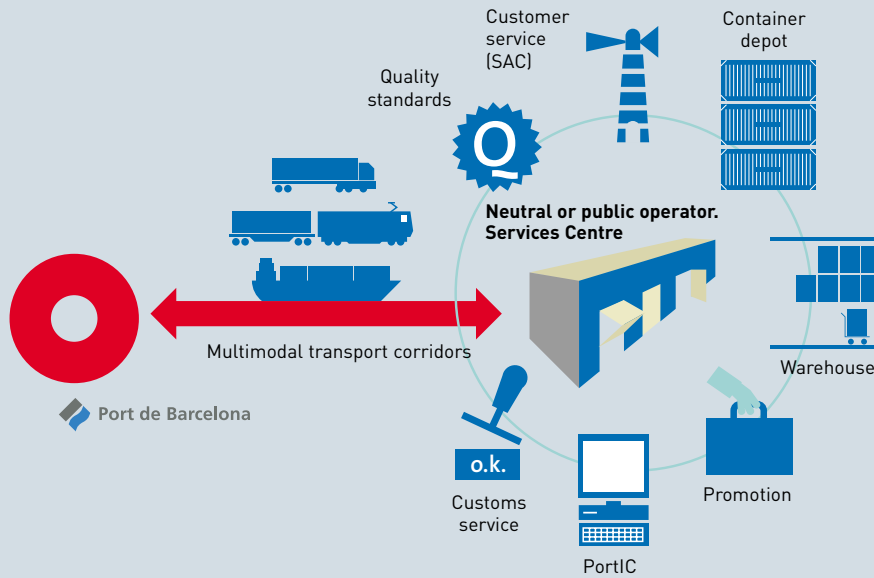 Customer
service
(SAC)
Container
depot
Quality
standards
Q
Neutral or public operator.
Services Centre
Multimodal transport corridors
Warehouse
Port de Barcelona
o.k.
Customs
service
Promotion
PortIC